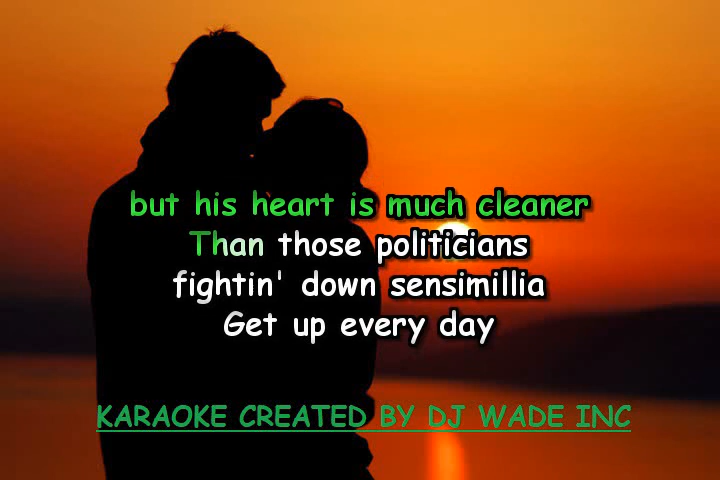 but his heart is much cleaner
Than those politicians
fightin' down sensimillia
Get up every day
KARAOKE CREATED BY DJ WADE INC